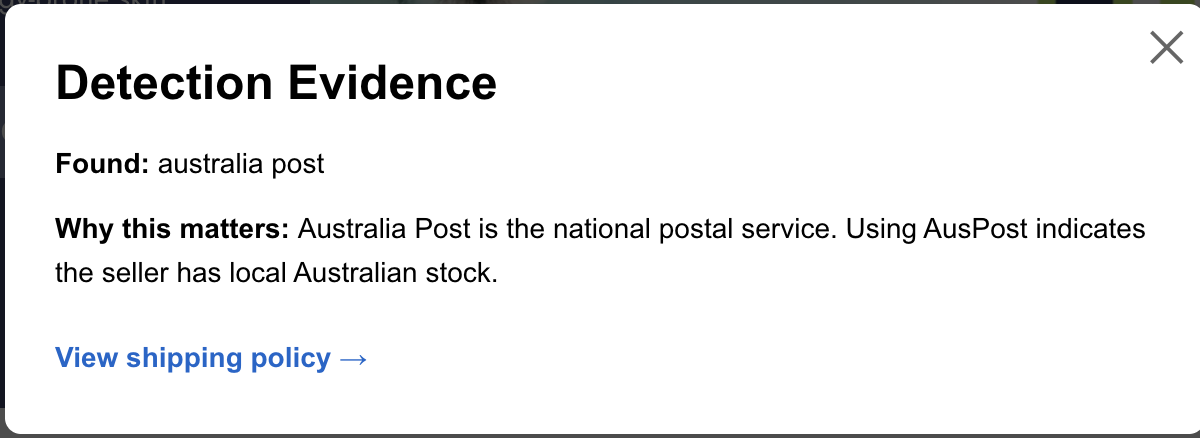 Detection Evidence
Found: australia post
Why this matters: Australia Post is the national postal service. Using AusPost indicates
the seller has local Australian stock.
View shipping policy →